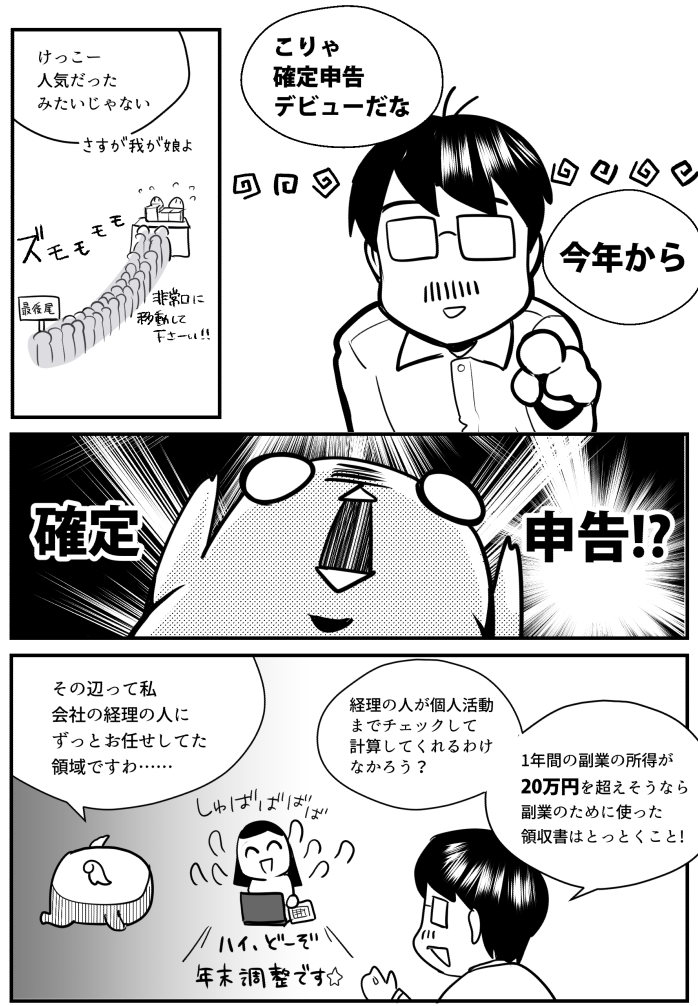 こりゃ
確定申告
デビューだな
今年から
けっこー
人気だった
みたいじゃない
さすが我が娘よ
ズモモモモ
最後尾
非常口に
移動して
下さーい!!
確定
申告!?
経理の人が個人活動
までチェックして
計算してくれるわけ
なかろう?
1年間の副業の所得が
20万円を超えそうなら
副業のために使った
領収書はとっとくこと!
その辺って私
会社の経理の人に
ずっとお任せしてた
領域ですわ……
しゅばばばば
ハイ、どーぞ
年末調整です☆